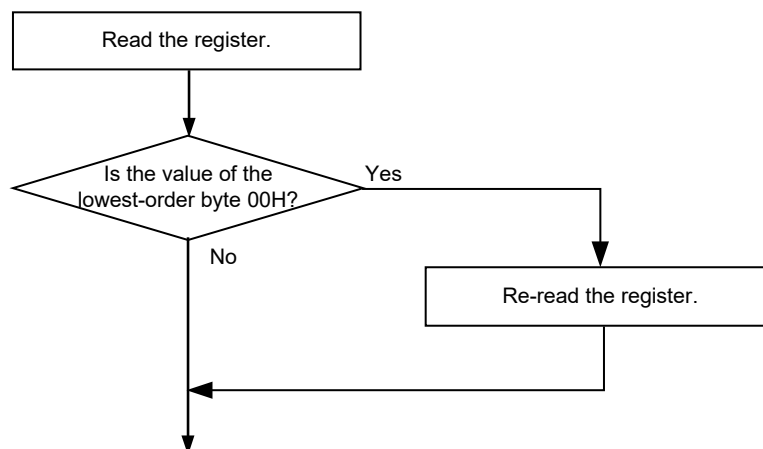 Read the register.
Is the value of the
lowest-order byte 00H?
Yes
No
Re-read the register.